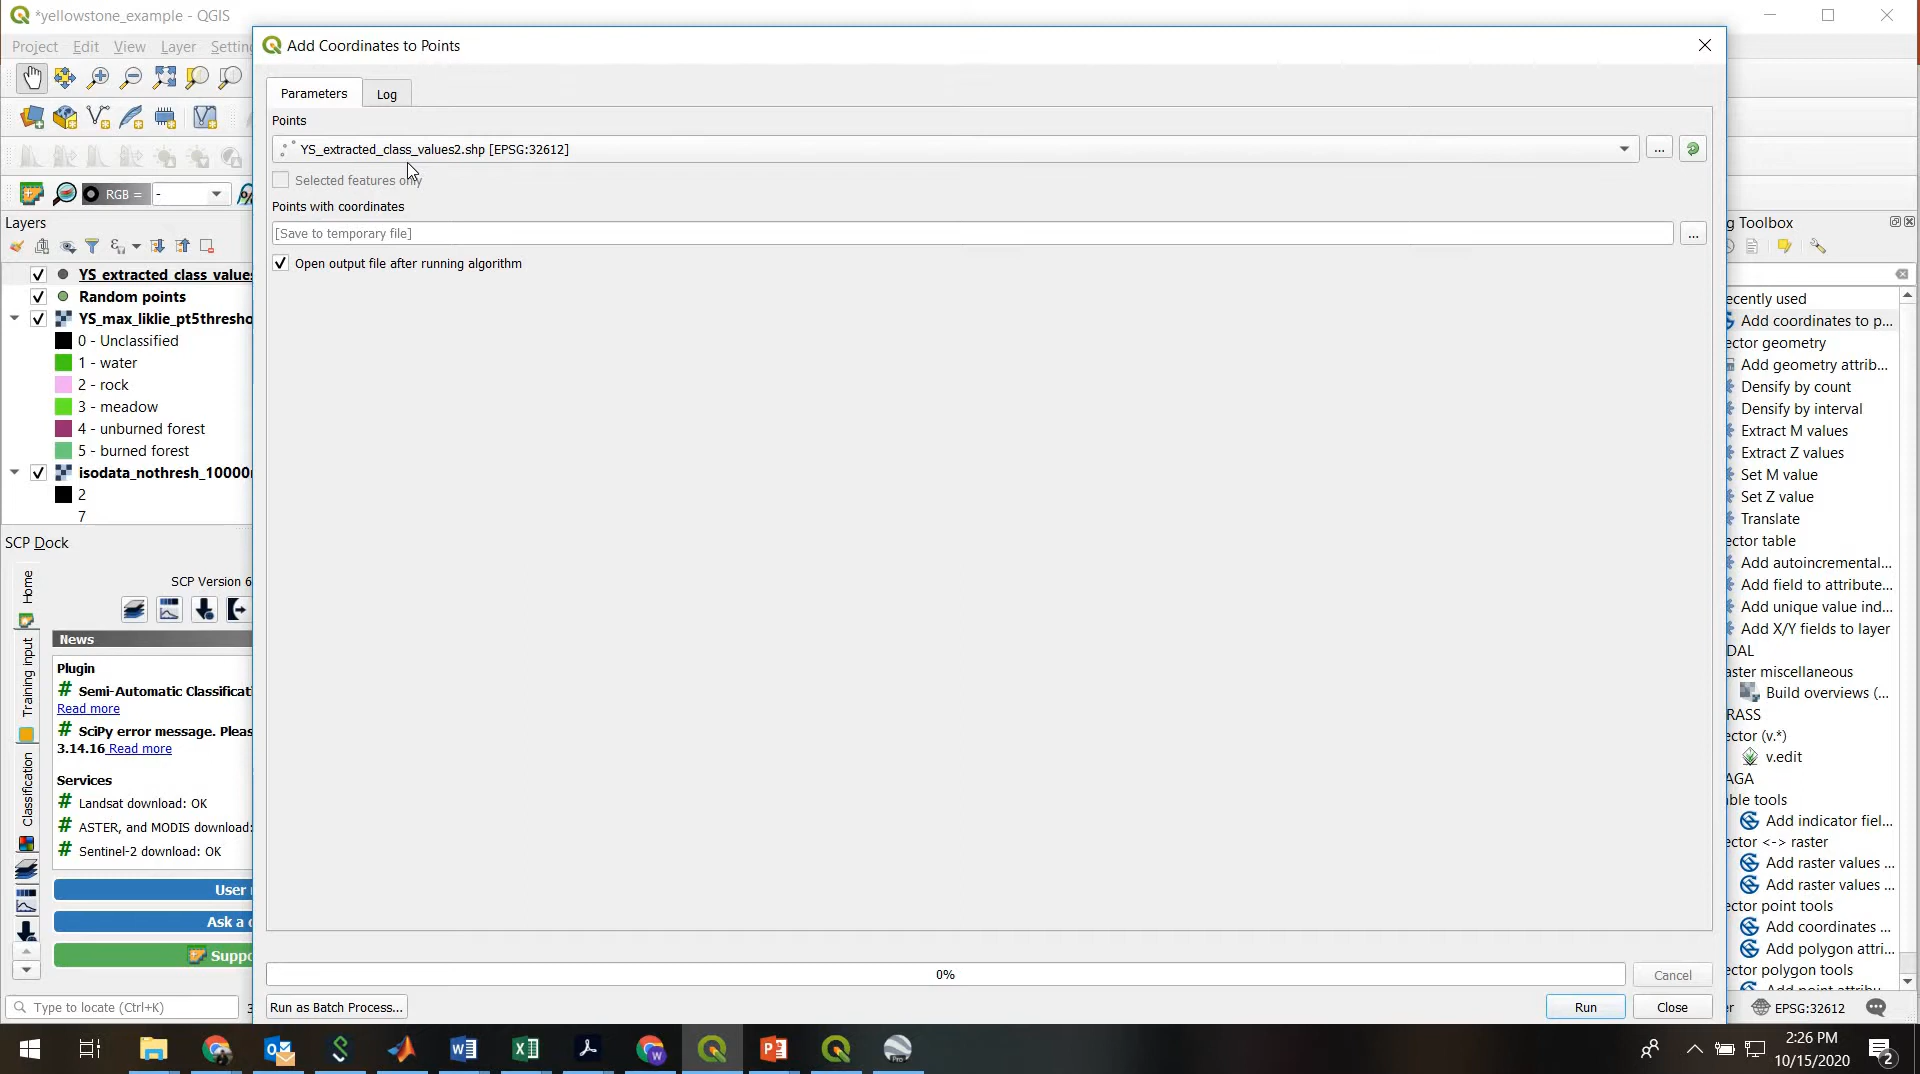 *yellowstone_example - QGIS
Project Edit View Layer
RGB = -
Layers
YS extracted class values
Random points
YS_max_liklie_pt5thresho
0 - Unclassified
1 - water
2 - rock
3 - meadow
4 - unburned forest
5 - burned forest
isodata_nothresh_10000
2
7
SCP Dock
Home
Training input
Classification
SCP Version 6
News
Plugin
# Semi-Automatic Classificat
Read more
# SciPy error message. Pleas
3.14.16 Read more
Services
# Landsat download: OK
# ASTER, and MODIS download:
# Sentinel-2 download: OK
User
Ask a
Suppo
Type to locate (Ctrl+K)
Add Coordinates to Points
Parameters Log
Points
YS_extracted_class_values2.shp [EPSG:32612]
...
Selected features only
Points with coordinates
[Save to temporary file]
...
Open output file after running algorithm
0%
Cancel
Run as Batch Process...
Run
Close
g Toolbox
ecently used
Add coordinates to p...
ector geometry
Add geometry attrib...
Densify by count
Densify by interval
Extract M values
Extract Z values
Set M value
Set Z value
Translate
ector table
Add autoincremental...
Add field to attribute...
Add unique value ind...
Add X/Y fields to layer
DAL
aster miscellaneous
Build overviews (...
RASS
ector (v.*)
v.edit
AGA
ble tools
Add indicator fiel...
ector <-> raster
Add raster values ...
Add raster values ...
ector point tools
Add coordinates ...
Add polygon attri...
ector polygon tools
EPSG:32612
2:26 PM
10/15/2020
2